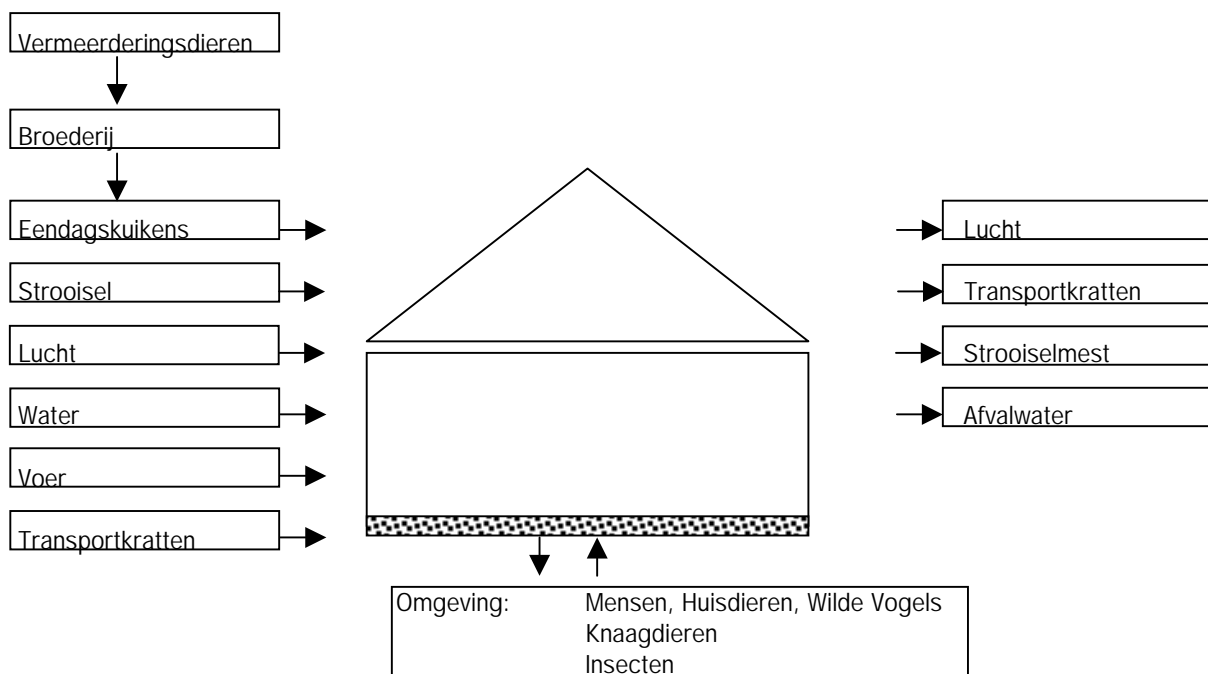 Vermeerderingsdieren
Broederij
Eendagskuikens
Strooisel
Lucht
Water
Voer
Transportkratten
Lucht
Transportkratten
Strooiselmest
Afvalwater
Omgeving: Mensen, Huisdieren, Wilde Vogels
Knaagdieren
Insecten